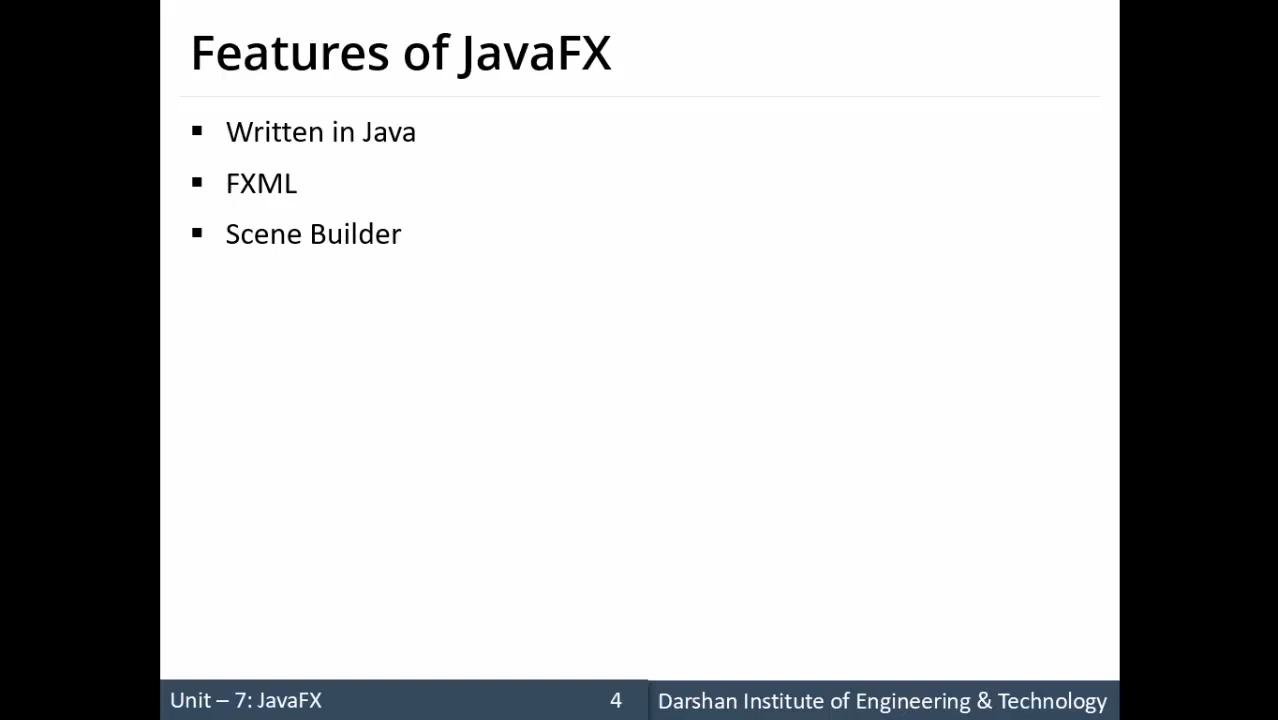 Features of JavaFX
▪ Written in Java
▪ FXML
▪ Scene Builder
Unit – 7: JavaFX 4 Darshan Institute of Engineering & Technology